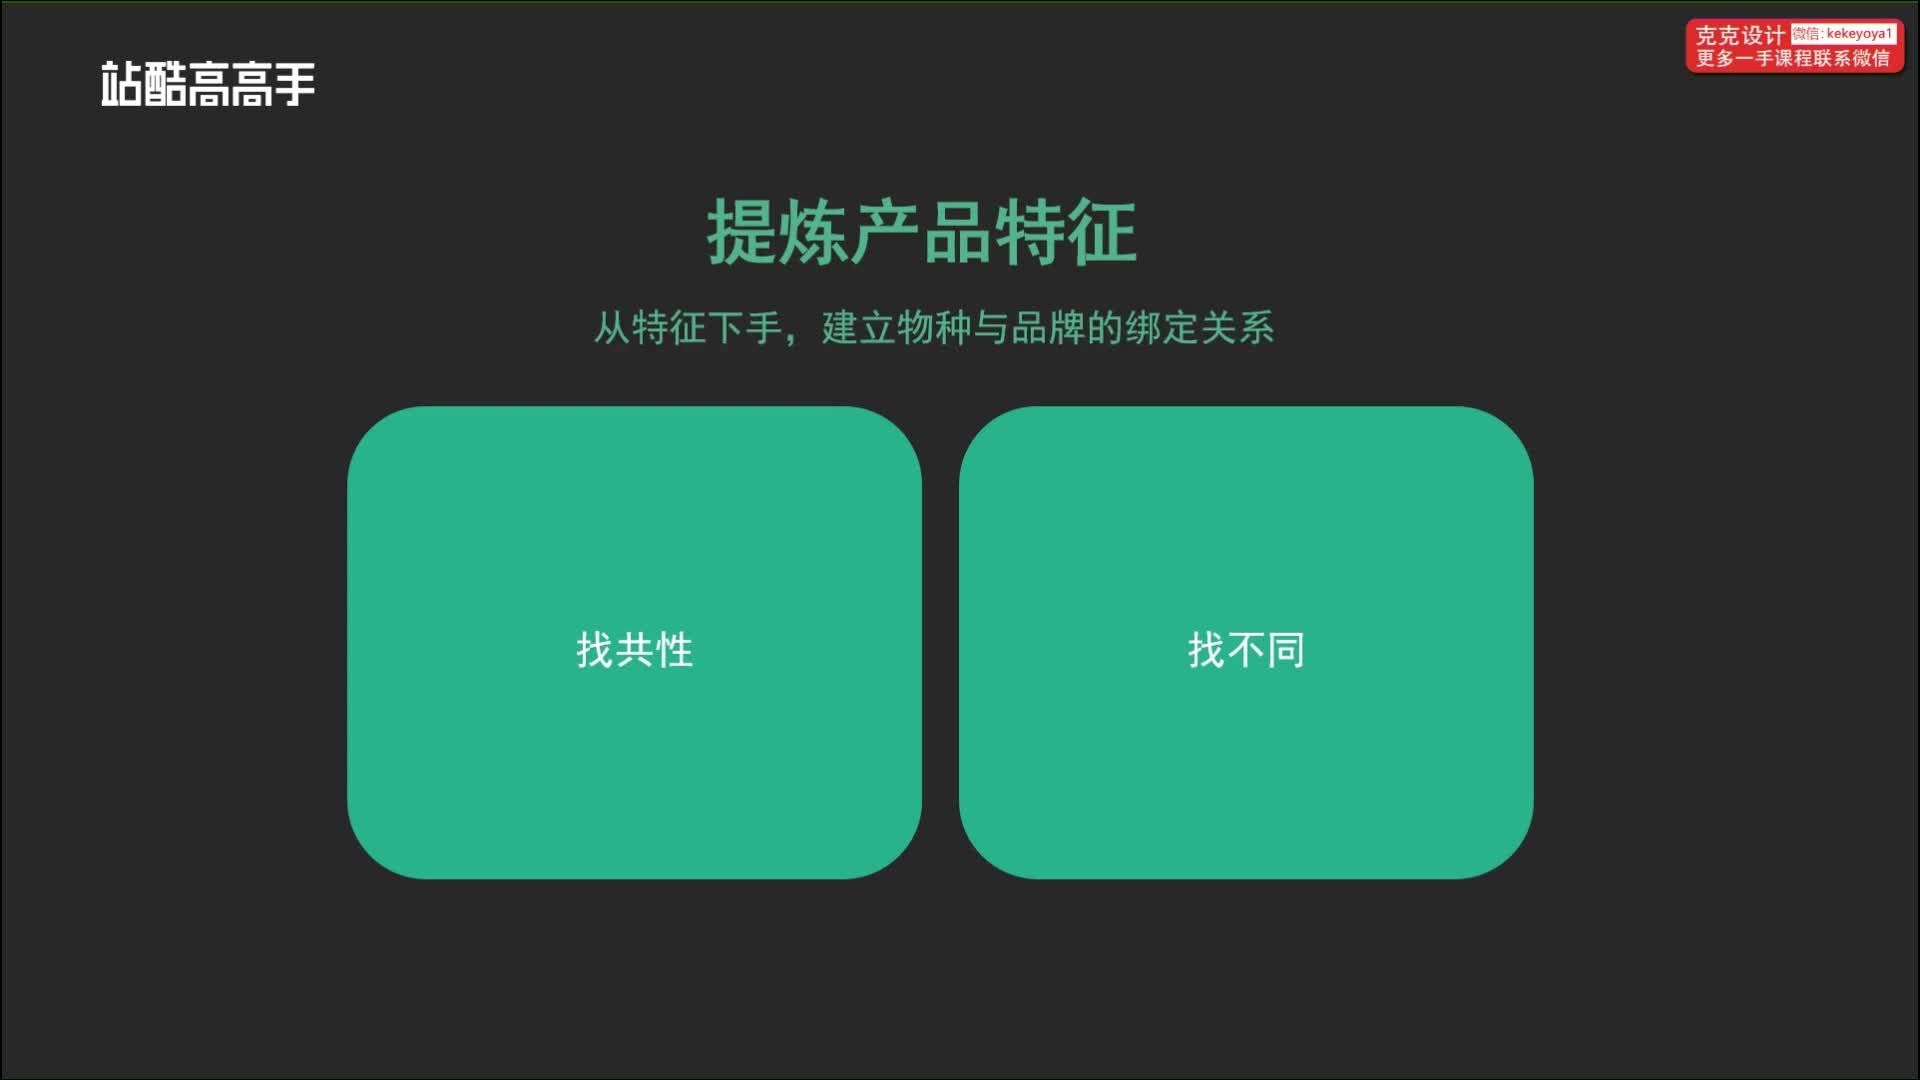 站酷高高手
克克设计 微信: kekeyoya1
更多一手课程联系微信
提炼产品特征
从特征下手，建立物种与品牌的绑定关系
找共性
找不同